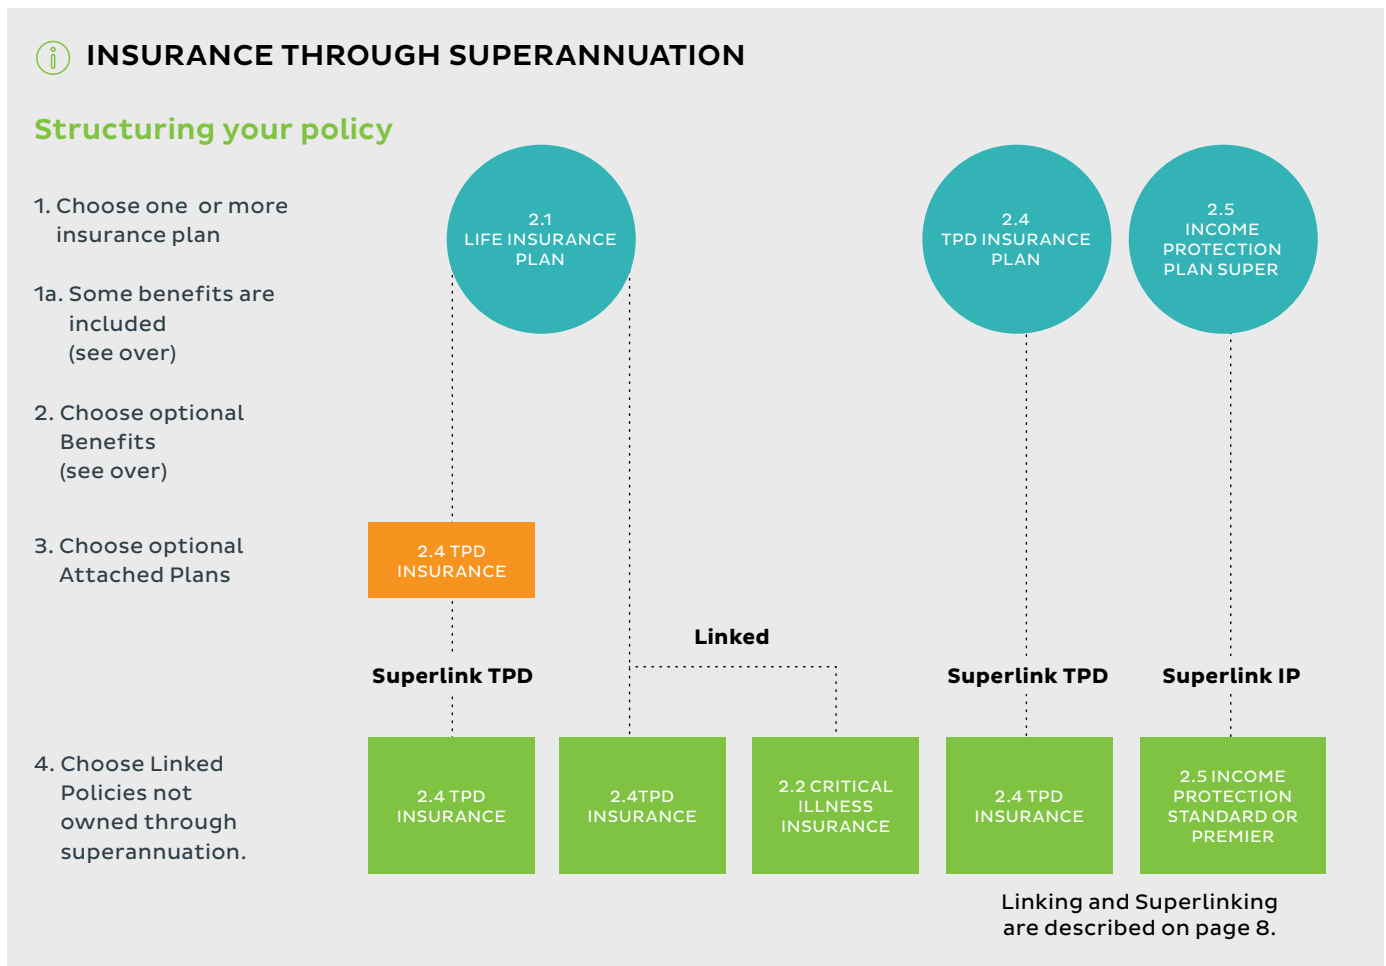 INSURANCE THROUGH SUPERANNUATION
Structuring your policy
1. Choose one or more
insurance plan
1a. Some benefits are
included
(see over)
2. Choose optional
Benefits
(see over)
3. Choose optional
Attached Plans
4. Choose Linked
Policies not
owned through
superannuation.
2.1
LIFE INSURANCE
PLAN
2.4
TPD INSURANCE
PLAN
2.5
INCOME
PROTECTION
PLAN SUPER
2.4 TPD
INSURANCE
Linked
Superlink TPD
Superlink TPD
Superlink IP
2.4 TPD
INSURANCE
2.4TPD
INSURANCE
2.2 CRITICAL
ILLNESS
INSURANCE
2.4 TPD
INSURANCE
2.5 INCOME
PROTECTION
STANDARD OR
PREMIER
Linking and Superlinking
are described on page 8.